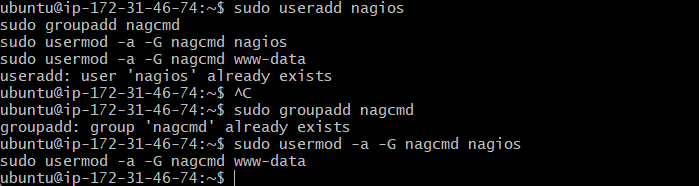 ubuntu@ip-172-31-46-74:~$ sudo useradd nagios
sudo groupadd nagcmd
sudo usermod -a -G nagcmd nagios
sudo usermod -a -G nagcmd www-data
useradd: user 'nagios' already exists
ubuntu@ip-172-31-46-74:~$ ^C
ubuntu@ip-172-31-46-74:~$ sudo groupadd nagcmd
groupadd: group 'nagcmd' already exists
ubuntu@ip-172-31-46-74:~$ sudo usermod -a -G nagcmd nagios
sudo usermod -a -G nagcmd www-data
ubuntu@ip-172-31-46-74:~$